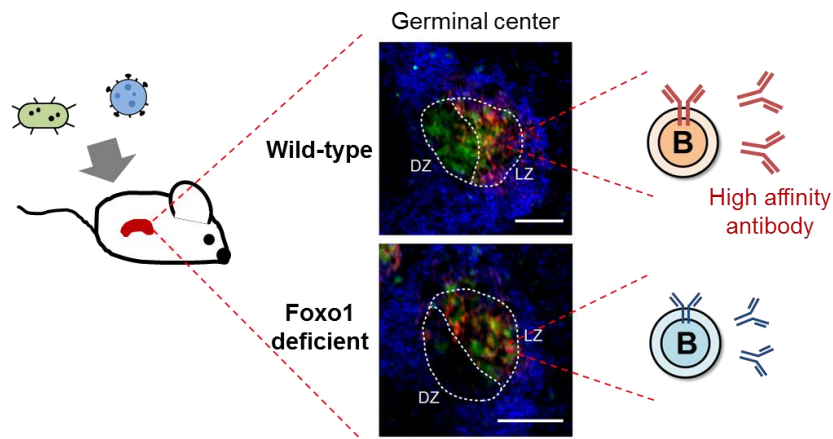 Germinal center
Wild-type
DZ
LZ
B
High affinity
antibody
Foxo1
deficient
LZ
DZ
B